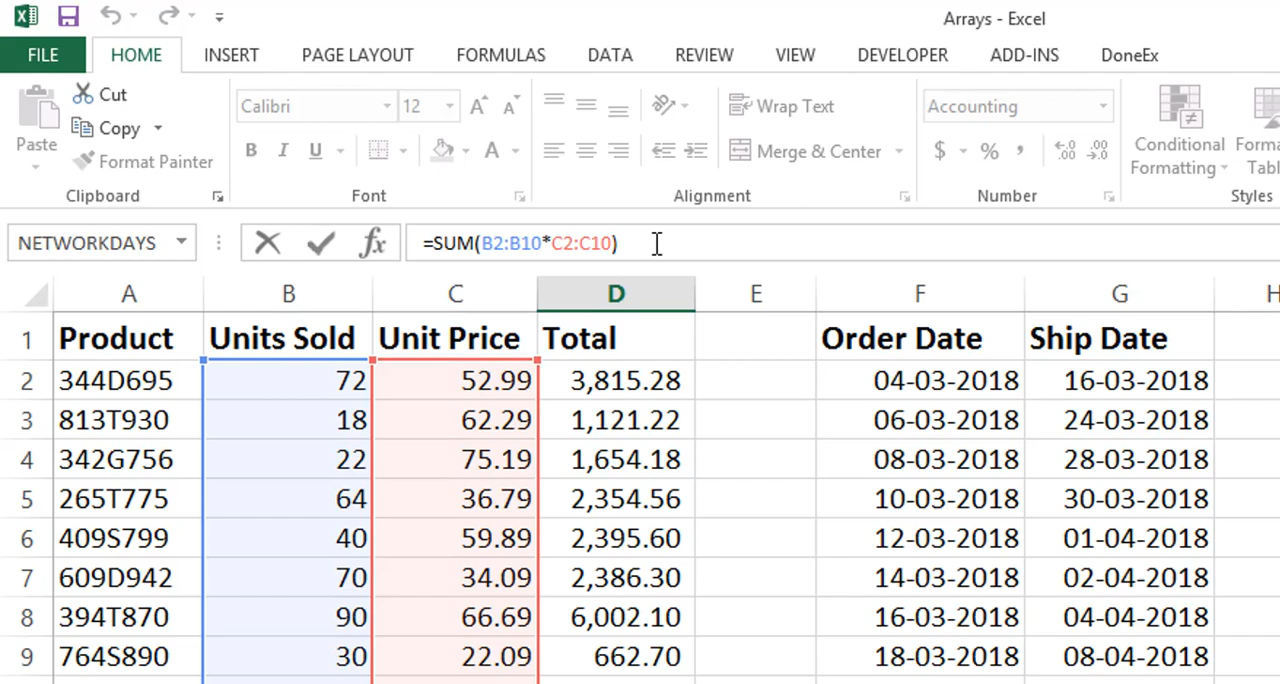 Arrays - Excel
FILE HOME INSERT PAGE LAYOUT FORMULAS DATA REVIEW VIEW DEVELOPER ADD-INS DoneEx
Paste
Cut
Copy
Format Painter
Clipboard
Calibri 12
B I U A
Font
Wrap Text
Merge & Center
Alignment
Accounting
$ % ,
Number
Conditional
Formatting
Styles
NETWORKDAYS fx =SUM(B2:B10*C2:C10)
A B C D E F G H
1 Product Units Sold Unit Price Total Order Date Ship Date
2 344D695 72 52.99 3,815.28 04-03-2018 16-03-2018
3 813T930 18 62.29 1,121.22 06-03-2018 24-03-2018
4 342G756 22 75.19 1,654.18 08-03-2018 28-03-2018
5 265T775 64 36.79 2,354.56 10-03-2018 30-03-2018
6 409S799 40 59.89 2,395.60 12-03-2018 01-04-2018
7 609D942 70 34.09 2,386.30 14-03-2018 02-04-2018
8 394T870 90 66.69 6,002.10 16-03-2018 04-04-2018
9 764S890 30 22.09 662.70 18-03-2018 08-04-2018